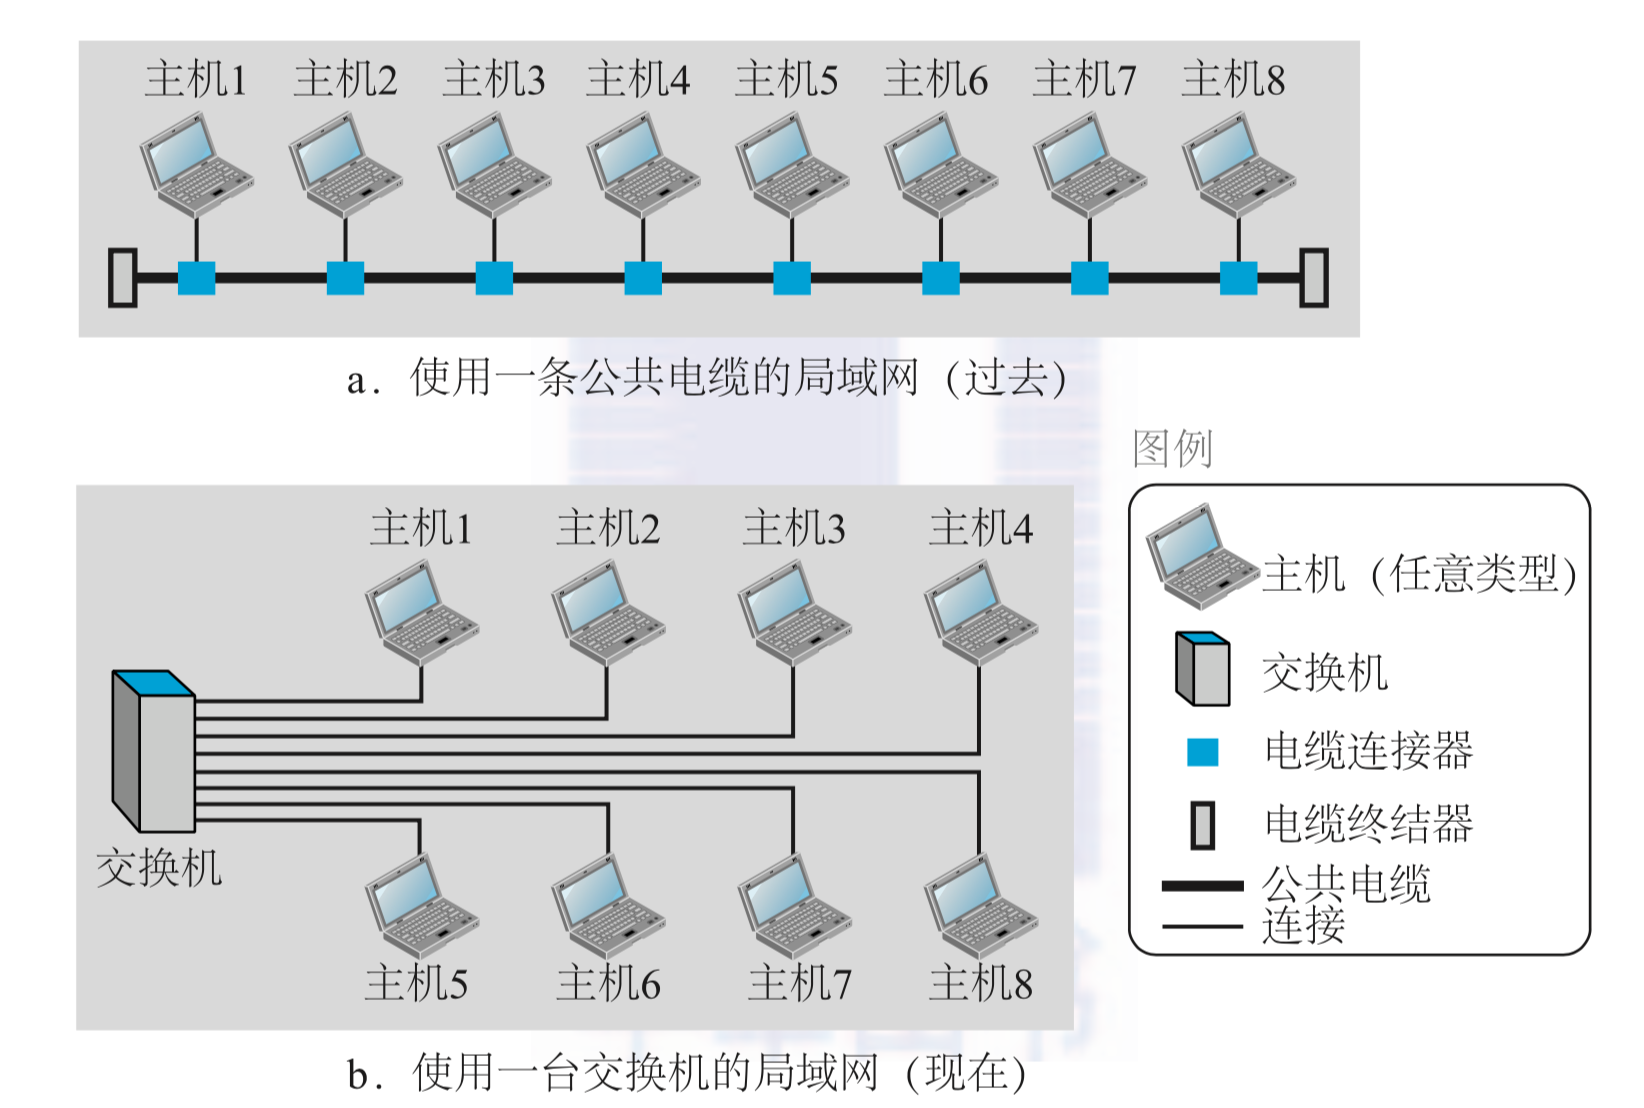 主机1 主机2 主机3 主机4 主机5 主机6 主机7 主机8
a. 使用一条公共电缆的局域网（过去）
图例
主机（任意类型）
交换机
电缆连接器
电缆终结器
公共电缆
连接
主机1 主机2 主机3 主机4
交换机
主机5 主机6 主机7 主机8
b. 使用一台交换机的局域网（现在）